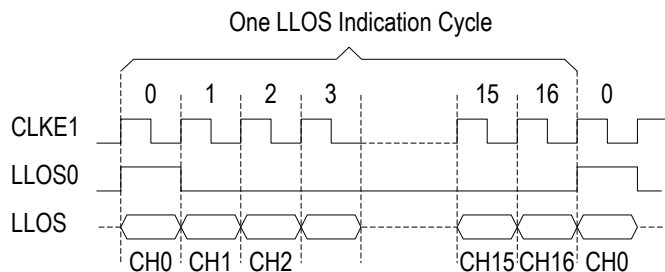 One LLOS Indication Cycle
0 1 2 3 15 16 0
CLKE1
LLOS0
LLOS
CH0 CH1 CH2 CH15 CH16 CH0